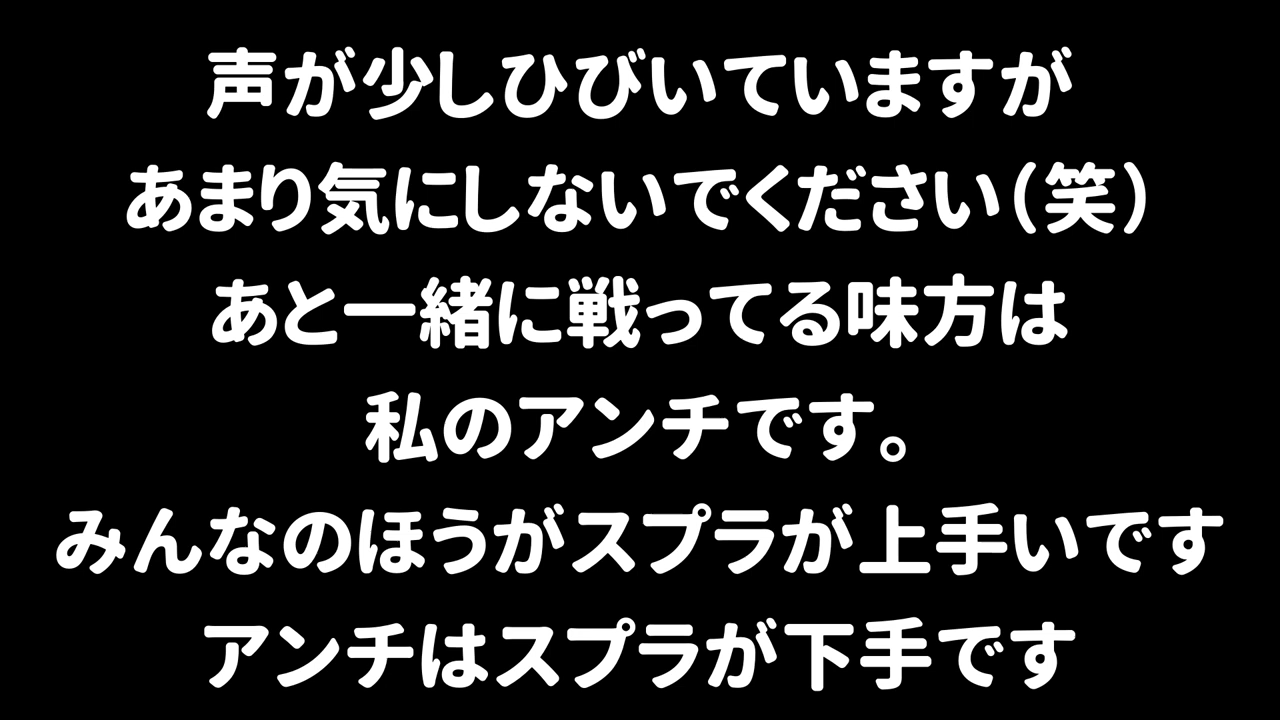 声が少しひびいていますが
あまり気にしないでください(笑)
あと一緒に戦ってる味方は
私のアンチです。
みんなのほうがスプラが上手いです
アンチはスプラが下手です